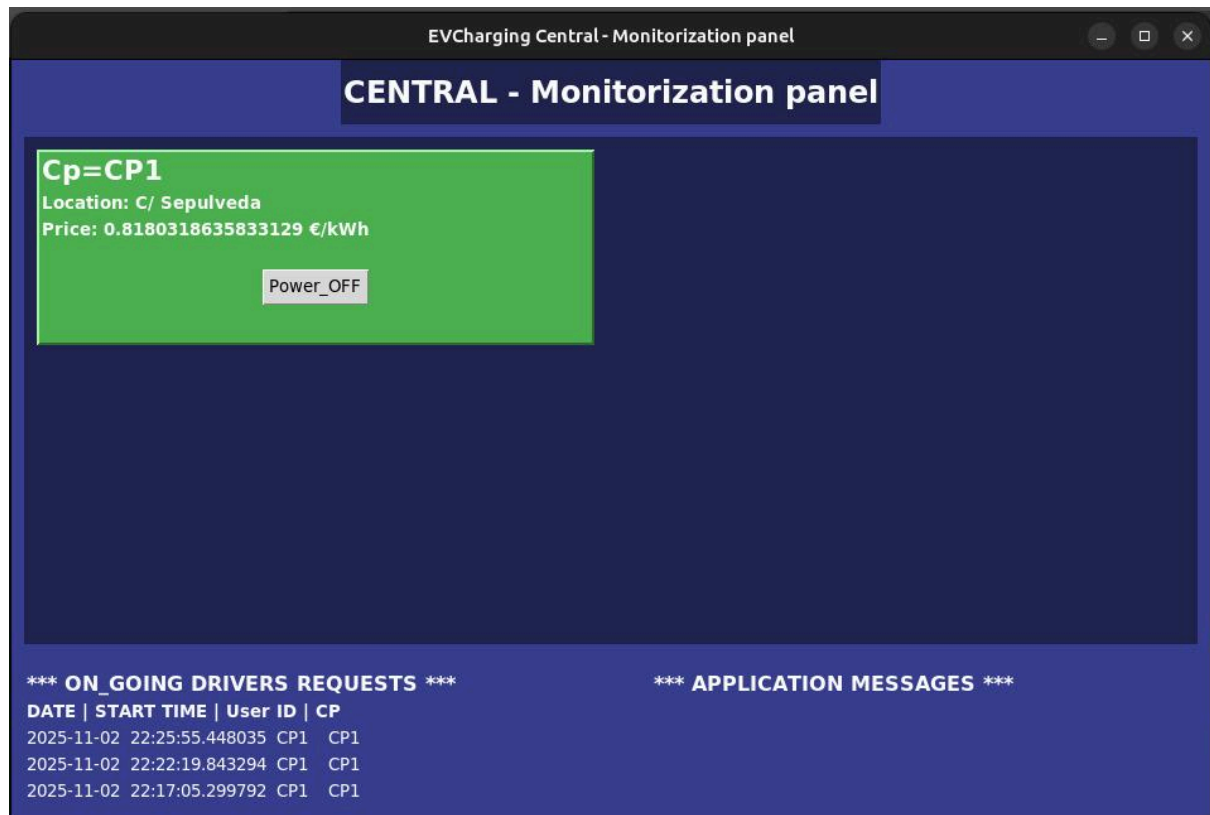 EVCharging Central - Monitorization panel
CENTRAL - Monitorization panel
Cp=CP1
Location: C/ Sepulveda
Price: 0.8180318635833129 €/kWh
Power_OFF
*** ON_GOING DRIVERS REQUESTS ***
DATE | START TIME | User ID | CP
2025-11-02 22:25:55.448035 CP1 CP1
2025-11-02 22:22:19.843294 CP1 CP1
2025-11-02 22:17:05.299792 CP1 CP1
*** APPLICATION MESSAGES ***